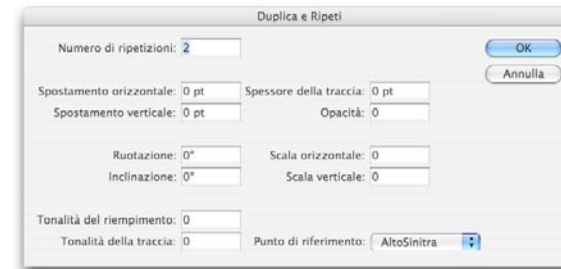 Duplica e Ripeti
Numero di ripetizioni: 2
OK
Annulla
Spostamento orizzontale: 0 pt Spessore della traccia: 0 pt
Spostamento verticale: 0 pt Opacità: 0
Ruotazione: 0° Scala orizzontale: 0
Inclinazione: 0° Scala verticale: 0
Tonalità del riempimento: 0
Tonalità della traccia: 0 Punto di riferimento: AltoSinitra